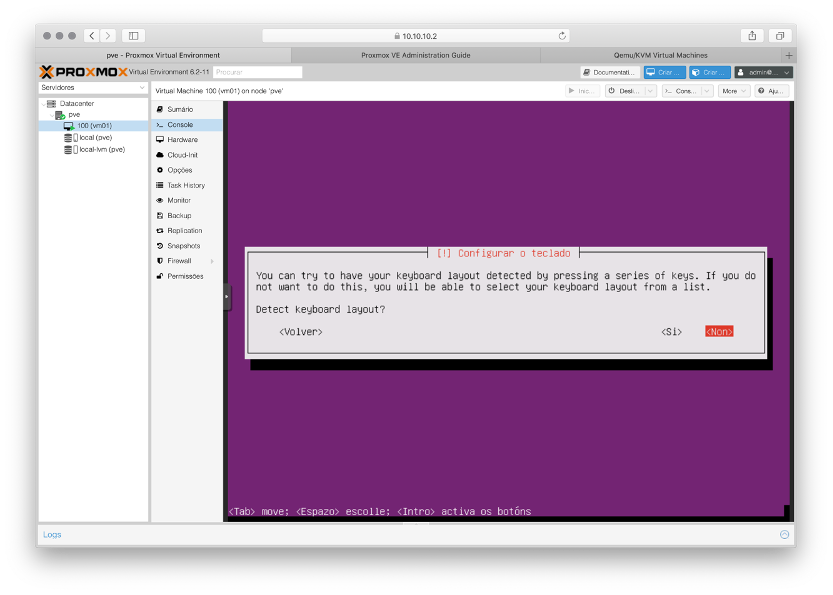 10.10.10.2
pve - Proxmox Virtual Environment
Proxmox VE Administration Guide
Qemu/KVM Virtual Machines
PROXMOX Virtual Environment 6.2-11
Procurar
Documentati...
Criar ...
Criar ...
admin@...
Servidores
Virtual Machine 100 (vm01) on node 'pve'
Inic...
Desli...
Cons...
More
Aju...
Datacenter
pve
100 (vm01)
local (pve)
local-lvm (pve)
Sumário
Console
Hardware
Cloud-Init
Opções
Task History
Monitor
Backup
Replication
Snapshots
Firewall
Permissões
[!] Configurar o teclado
You can try to have your keyboard layout detected by pressing a series of keys. If you do
not want to do this, you will be able to select your keyboard layout from a list.
Detect keyboard layout?
<Volver> <Si> <Non>
<Tab> move; <Espazo> escolle; <Intro> activa os botóns
Logs